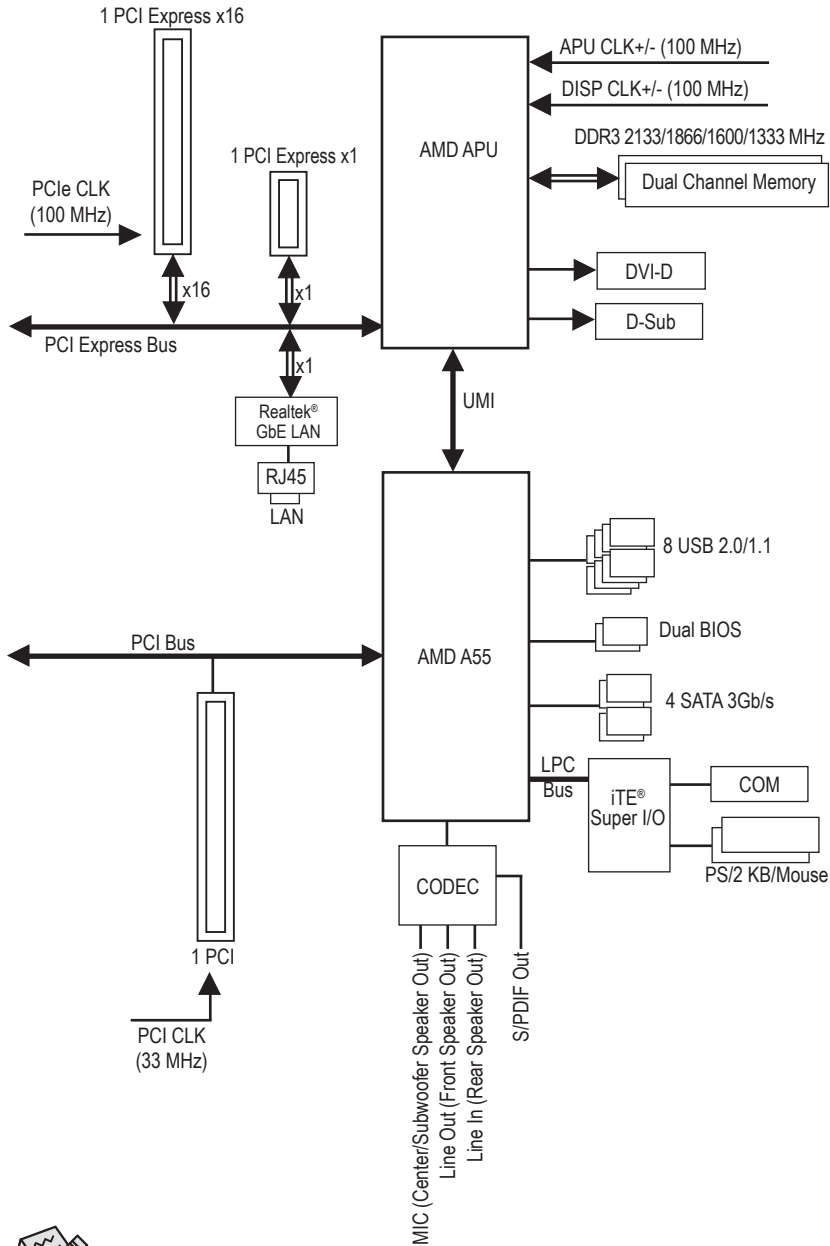 1 PCI Express x16
APU CLK+/- (100 MHz)
DISP CLK+/- (100 MHz)
DDR3 2133/1866/1600/1333 MHz
AMD APU
1 PCI Express x1
PCIe CLK
(100 MHz)
Dual Channel Memory
DVI-D
x16
x1
D-Sub
PCI Express Bus
x1
UMI
Realtek®
GbE LAN
RJ45
LAN
8 USB 2.0/1.1
Dual BIOS
PCI Bus
AMD A55
4 SATA 3Gb/s
LPC
Bus
iTE®
Super I/O
COM
PS/2 KB/Mouse
CODEC
1 PCI
PCI CLK
(33 MHz)
MIC (Center/Subwoofer Speaker Out)
Line Out (Front Speaker Out)
Line In (Rear Speaker Out)
S/PDIF Out